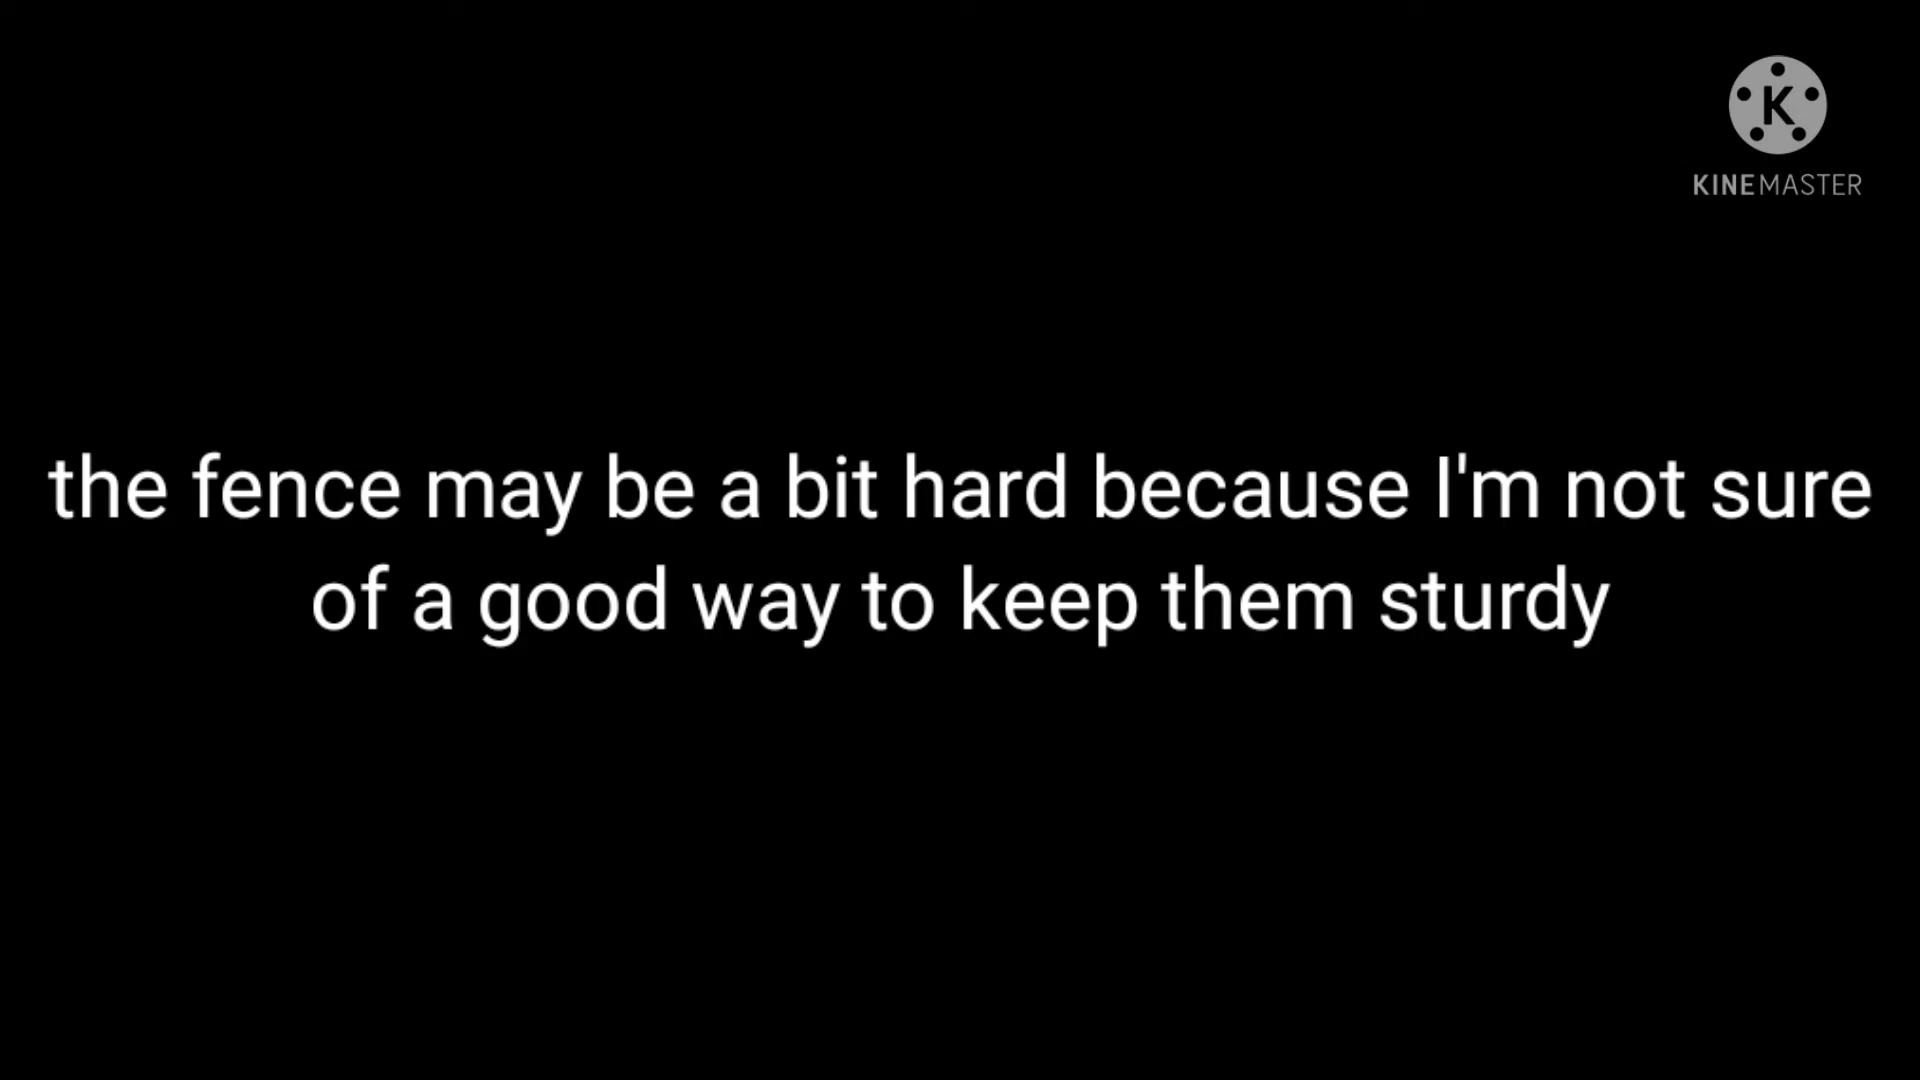 K
KINEMASTER
the fence may be a bit hard because I'm not sure
of a good way to keep them sturdy